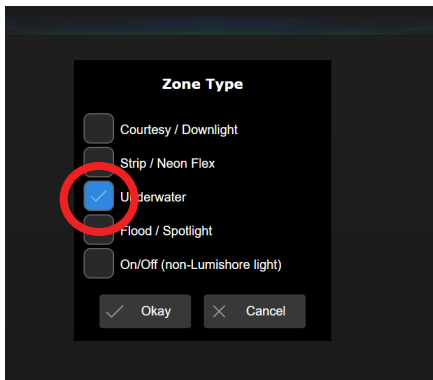 Zone Type
Courtesy / Downlight
Strip / Neon Flex
Underwater
Flood / Spotlight
On/Off (non-Lumishore light)
Okay Cancel